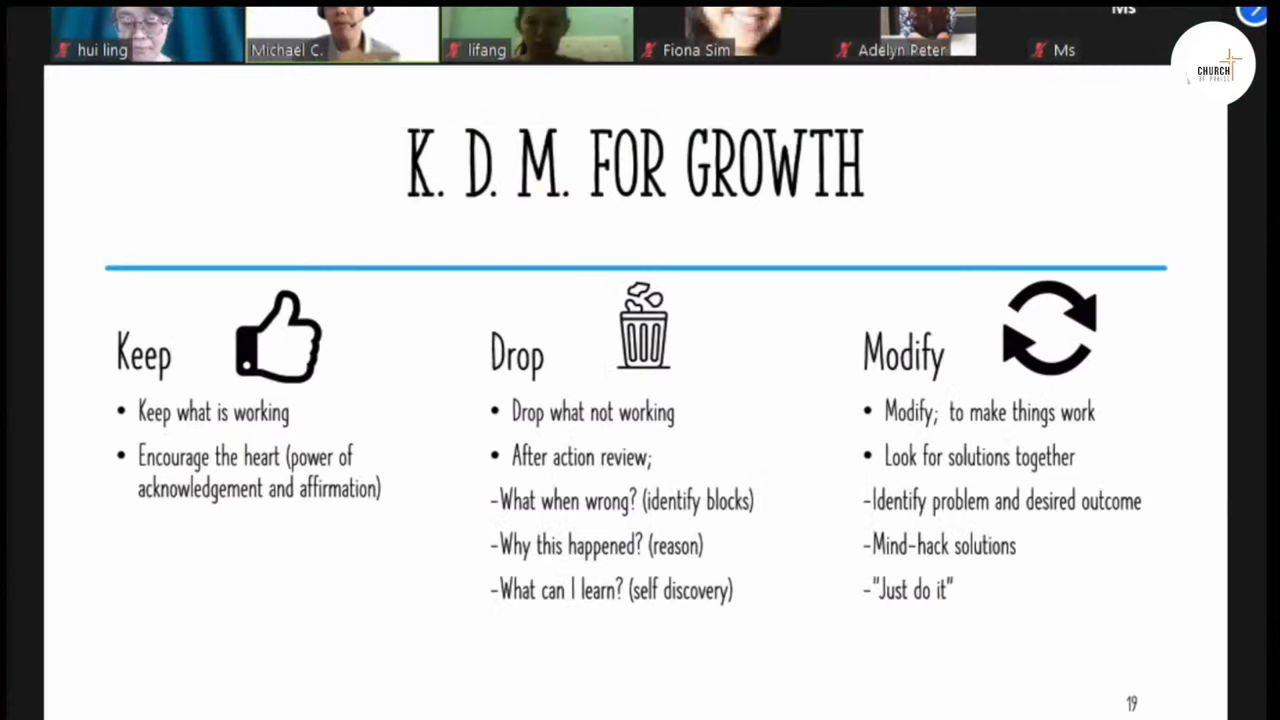 Ms
hui ling
Michael C.
lifang
Fiona Sim
Adelyn Peter
Ms
CHURCH
OF PRAISE
K. D. M. FOR GROWTH
Keep
• Keep what is working
• Encourage the heart (power of
acknowledgement and affirmation)
Drop
• Drop what not working
• After action review;
-What when wrong? (identify blocks)
-Why this happened? (reason)
-What can I learn? (self discovery)
Modify
• Modify; to make things work
• Look for solutions together
-Identify problem and desired outcome
-Mind-hack solutions
-"Just do it"
19